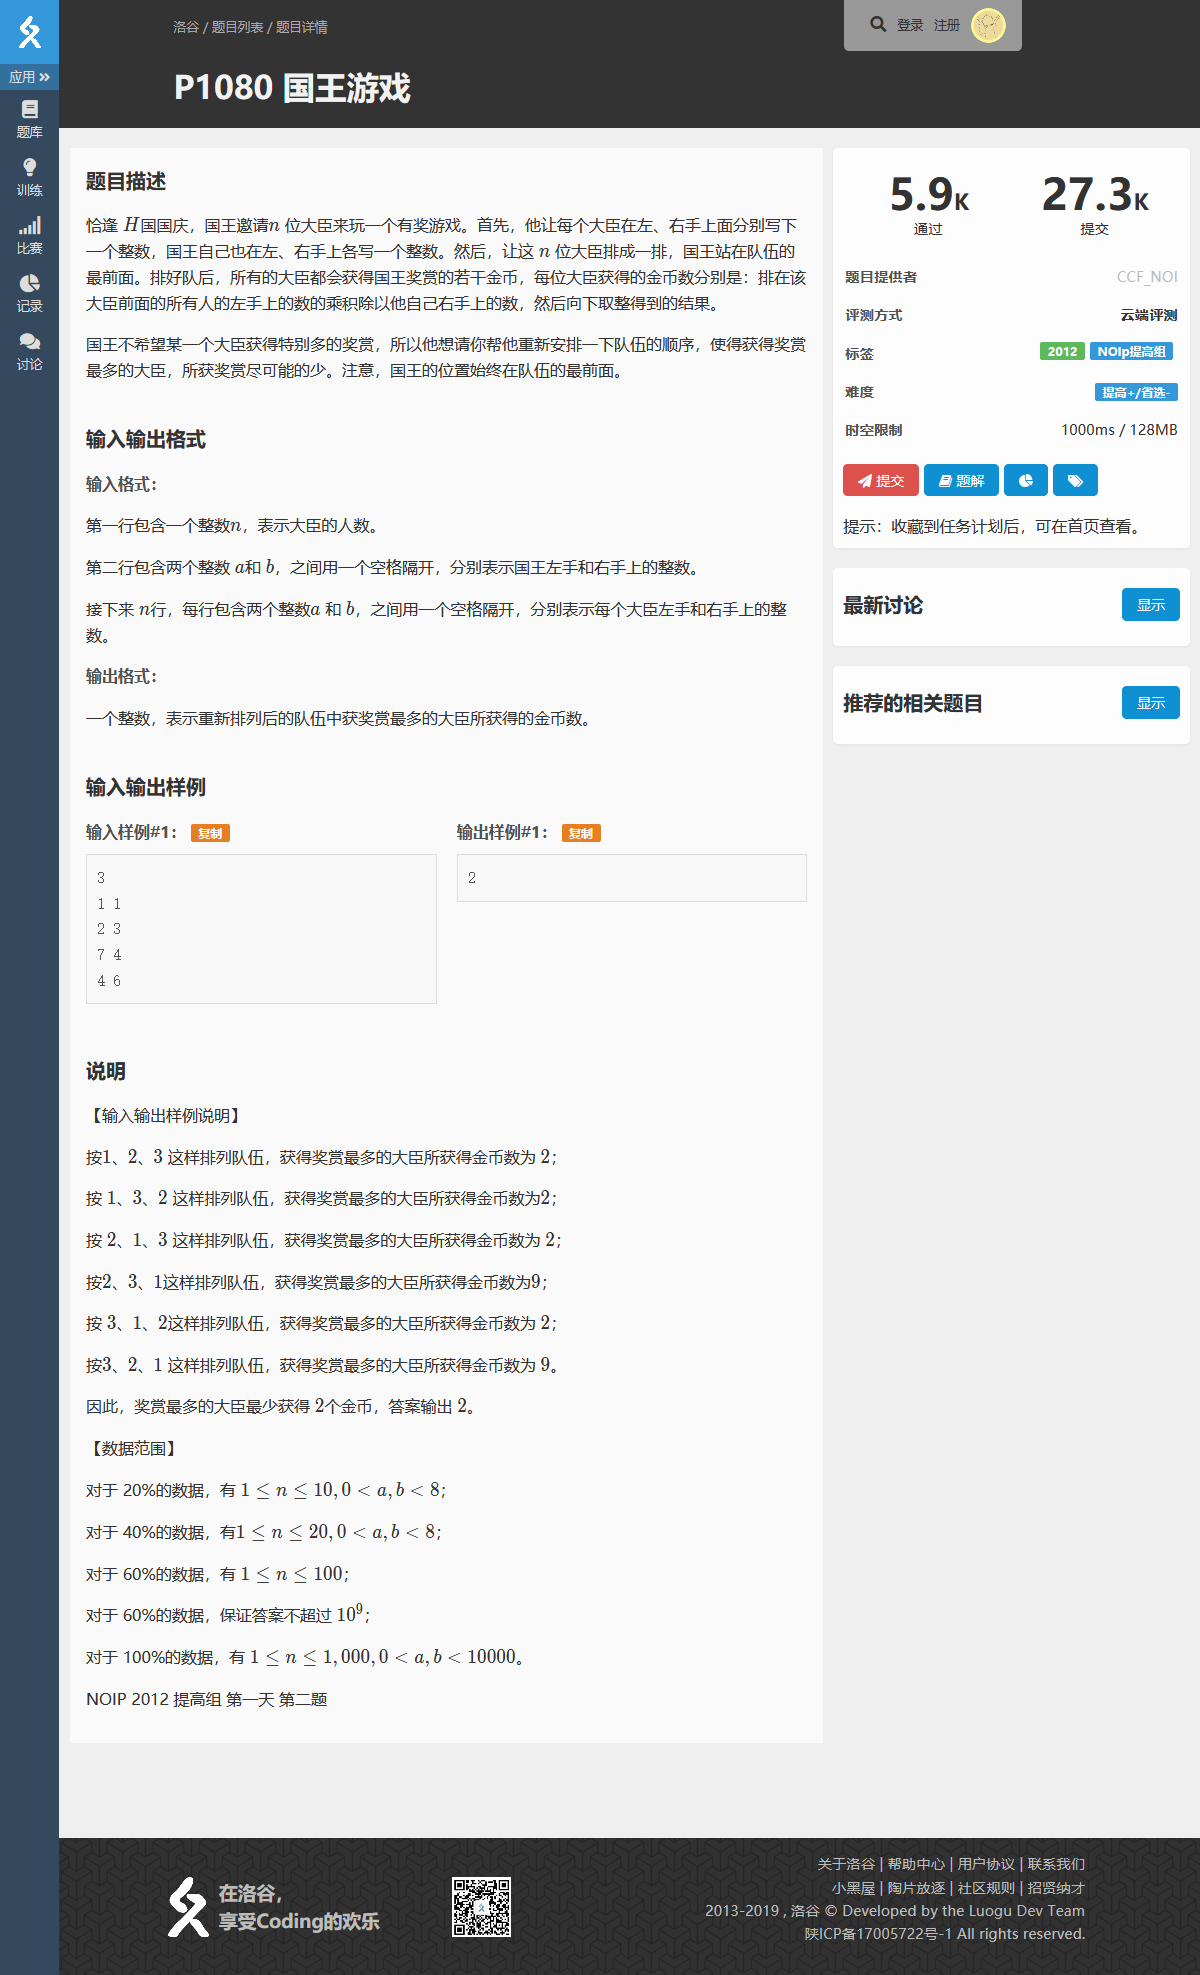 洛谷 / 题目列表 / 题目详情
登录 注册
P1080 国王游戏
应用
题库
训练
比赛
记录
讨论
题目描述
恰逢 H国国庆，国王邀请n 位大臣来玩一个有奖游戏。首先，他让每个大臣在左、右手上面分别写下
一个整数，国王自己也在左、右手上各写一个整数。然后，让这 n 位大臣排成一排，国王站在队伍的
最前面。排好队后，所有的大臣都会获得国王奖赏的若干金币，每位大臣获得的金币数分别是：排在该
大臣前面的所有人的左手上的数的乘积除以他自己右手上的数，然后向下取整得到的结果。
国王不希望某一个大臣获得特别多的奖赏，所以他想请你帮他重新安排一下队伍的顺序，使得获得奖赏
最多的大臣，所获奖赏尽可能的少。注意，国王的位置始终在队伍的最前面。
输入输出格式
输入格式：
第一行包含一个整数n，表示大臣的人数。
第二行包含两个整数 a和 b，之间用一个空格隔开，分别表示国王左手和右手上的整数。
接下来 n行，每行包含两个整数a 和 b，之间用一个空格隔开，分别表示每个大臣左手和右手上的整
数。
输出格式：
一个整数，表示重新排列后的队伍中获奖赏最多的大臣所获得的金币数。
输入输出样例
输入样例#1： 复制
3
1 1
2 3
7 4
4 6
输出样例#1： 复制
2
说明
【输入输出样例说明】
按1、2、3 这样排列队伍，获得奖赏最多的大臣所获得金币数为 2；
按 1、3、2 这样排列队伍，获得奖赏最多的大臣所获得金币数为2；
按 2、1、3 这样排列队伍，获得奖赏最多的大臣所获得金币数为 2；
按2、3、1这样排列队伍，获得奖赏最多的大臣所获得金币数为9；
按 3、1、2这样排列队伍，获得奖赏最多的大臣所获得金币数为 2；
按3、2、1 这样排列队伍，获得奖赏最多的大臣所获得金币数为 9。
因此，奖赏最多的大臣最少获得 2个金币，答案输出 2。
【数据范围】
对于 20%的数据，有 1 ≤ n ≤ 10, 0 < a, b < 8；
对于 40%的数据，有1 ≤ n ≤ 20, 0 < a, b < 8；
对于 60%的数据，有 1 ≤ n ≤ 100；
对于 60%的数据，保证答案不超过 10⁹；
对于 100%的数据，有 1 ≤ n ≤ 1,000, 0 < a, b < 10000。
NOIP 2012 提高组 第一天 第二题
5.9K 27.3K
通过 提交
题目提供者 CCF_NOI
评测方式 云端评测
标签 2012 NOIp提高组
难度 提高+/省选-
时空限制 1000ms / 128MB
提交 题解
提示：收藏到任务计划后，可在首页查看。
最新讨论 显示
推荐的相关题目 显示
在洛谷，
享受Coding的欢乐
关于洛谷 | 帮助中心 | 用户协议 | 联系我们
小黑屋 | 陶片放逐 | 社区规则 | 招贤纳才
2013-2019 , 洛谷 © Developed by the Luogu Dev Team
陕ICP备17005722号-1 All rights reserved.